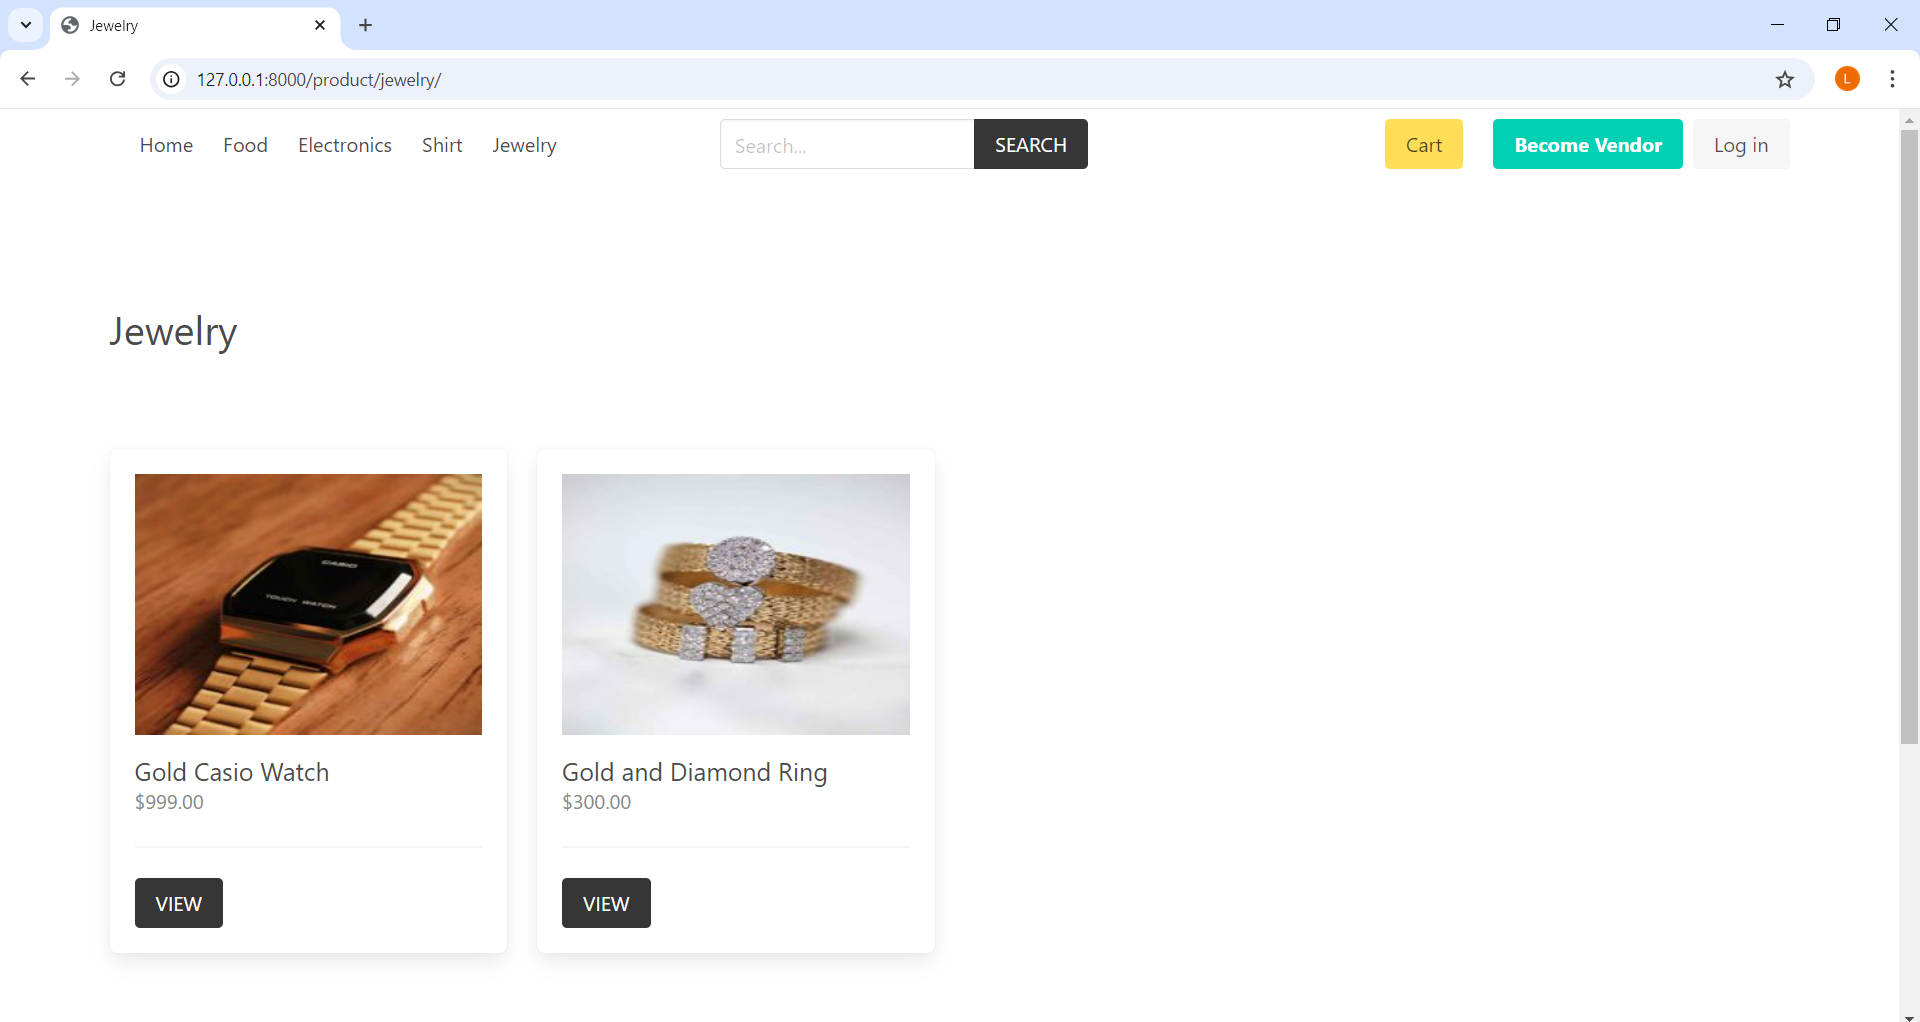 Jewelry
127.0.0.1:8000/product/jewelry/
L
Home Food Electronics Shirt Jewelry Search... SEARCH Cart Become Vendor Log in
Jewelry
CASIO
TOUCH WATCH
Gold Casio Watch
$999.00
VIEW
Gold and Diamond Ring
$300.00
VIEW